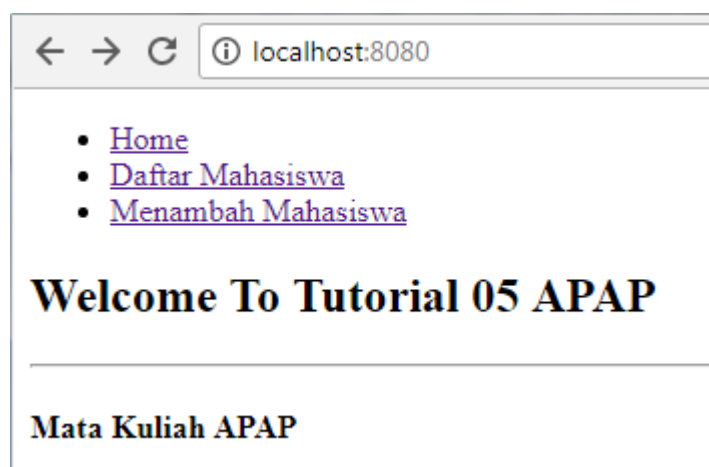 localhost:8080
Home
Daftar Mahasiswa
Menambah Mahasiswa
Welcome To Tutorial 05 APAP
Mata Kuliah APAP